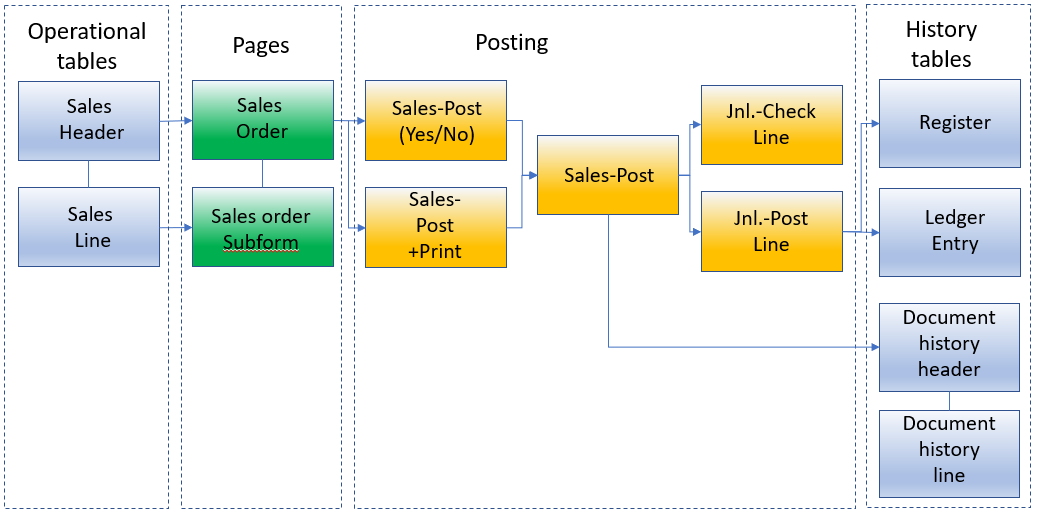 Operational
tables
Sales
Header
Sales
Line
Pages
Sales
Order
Sales order
Subform
Posting
Sales-Post
(Yes/No)
Sales-
Post
+Print
Sales-Post
Jnl.-Check
Line
Jnl.-Post
Line
History
tables
Register
Ledger
Entry
Document
history
header
Document
history
line